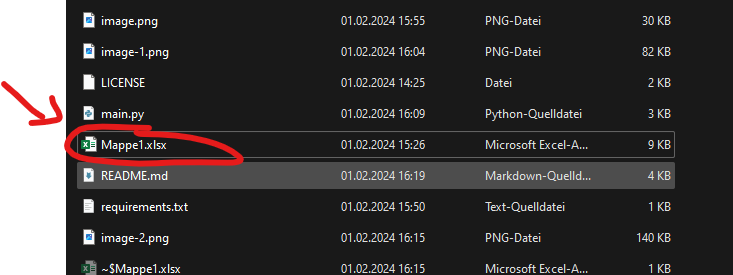 image.png 01.02.2024 15:55 PNG-Datei 30 KB
image-1.png 01.02.2024 16:04 PNG-Datei 82 KB
LICENSE 01.02.2024 14:25 Datei 2 KB
main.py 01.02.2024 16:09 Python-Quelldatei 3 KB
Mappe1.xlsx 01.02.2024 15:26 Microsoft Excel-A... 9 KB
README.md 01.02.2024 16:19 Markdown-Quelld... 4 KB
requirements.txt 01.02.2024 15:50 Text-Quelldatei 1 KB
image-2.png 01.02.2024 16:15 PNG-Datei 140 KB
~$Mappe1.xlsx 01.02.2024 16:15 Microsoft Excel-A... 1 KB